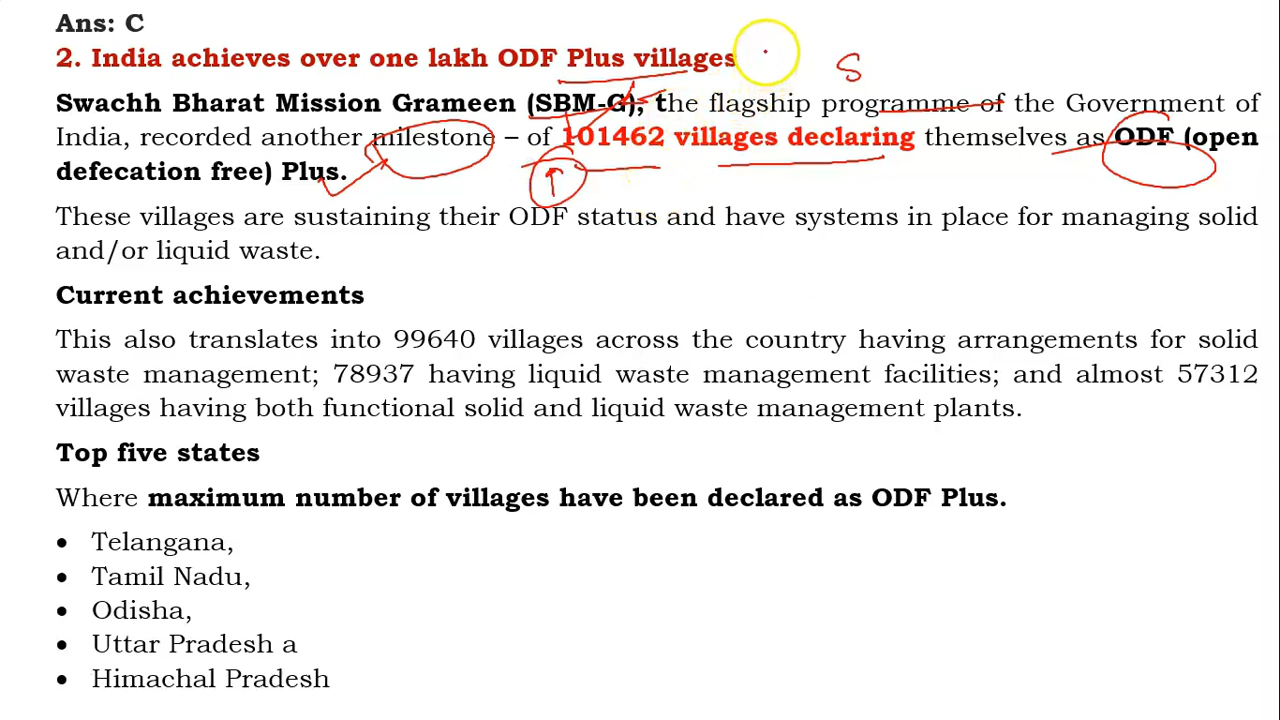 Ans: C
2. India achieves over one lakh ODF Plus villages
S
Swachh Bharat Mission Grameen (SBM-G), the flagship programme of the Government of
India, recorded another milestone – of 101462 villages declaring themselves as ODF (open
defecation free) Plus.
These villages are sustaining their ODF status and have systems in place for managing solid
and/or liquid waste.
Current achievements
This also translates into 99640 villages across the country having arrangements for solid
waste management; 78937 having liquid waste management facilities; and almost 57312
villages having both functional solid and liquid waste management plants.
Top five states
Where maximum number of villages have been declared as ODF Plus.
• Telangana,
• Tamil Nadu,
• Odisha,
• Uttar Pradesh a
• Himachal Pradesh